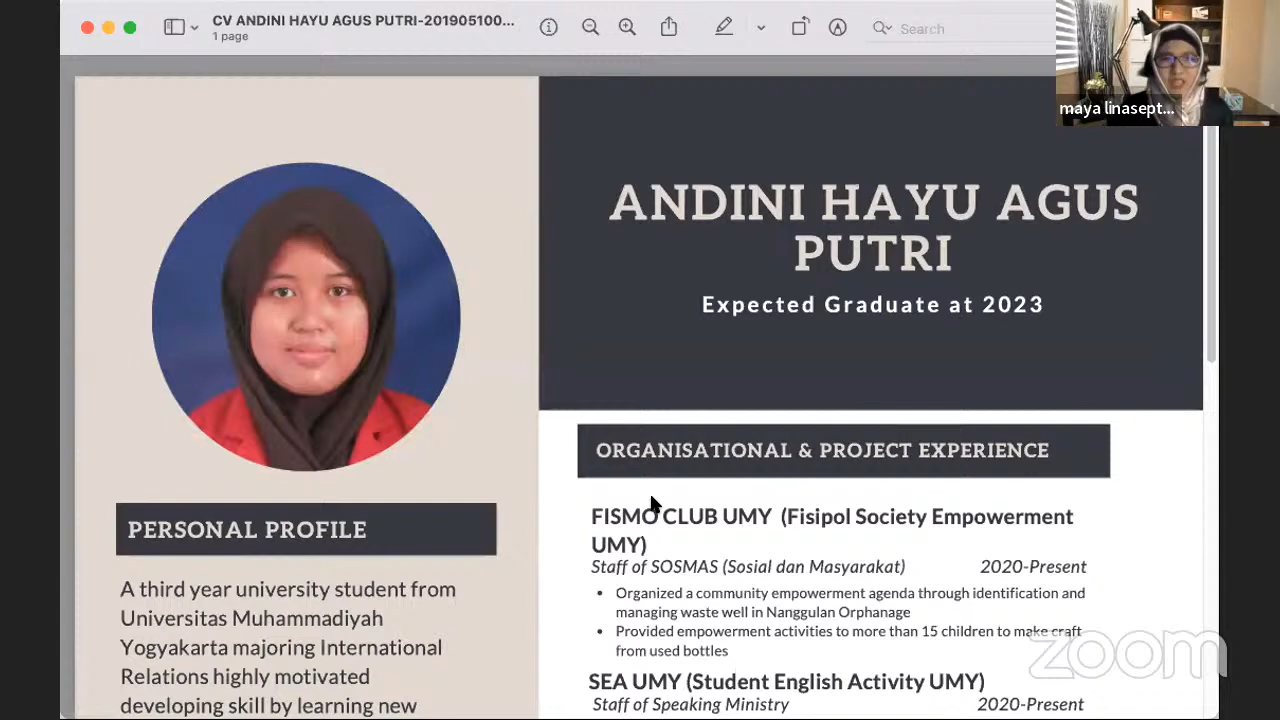 CV ANDINI HAYU AGUS PUTRI-201905100...
1 page
Search
maya linasept...
ANDINI HAYU AGUS
PUTRI
Expected Graduate at 2023
PERSONAL PROFILE
A third year university student from
Universitas Muhammadiyah
Yogyakarta majoring International
Relations highly motivated
developing skill by learning new
ORGANISATIONAL & PROJECT EXPERIENCE
FISMO CLUB UMY (Fisipol Society Empowerment
UMY)
Staff of SOSMAS (Sosial dan Masyarakat) 2020-Present
• Organized a community empowerment agenda through identification and
managing waste well in Nanggulan Orphanage
• Provided empowerment activities to more than 15 children to make craft
from used bottles
SEA UMY (Student English Activity UMY)
Staff of Speaking Ministry 2020-Present
zoom